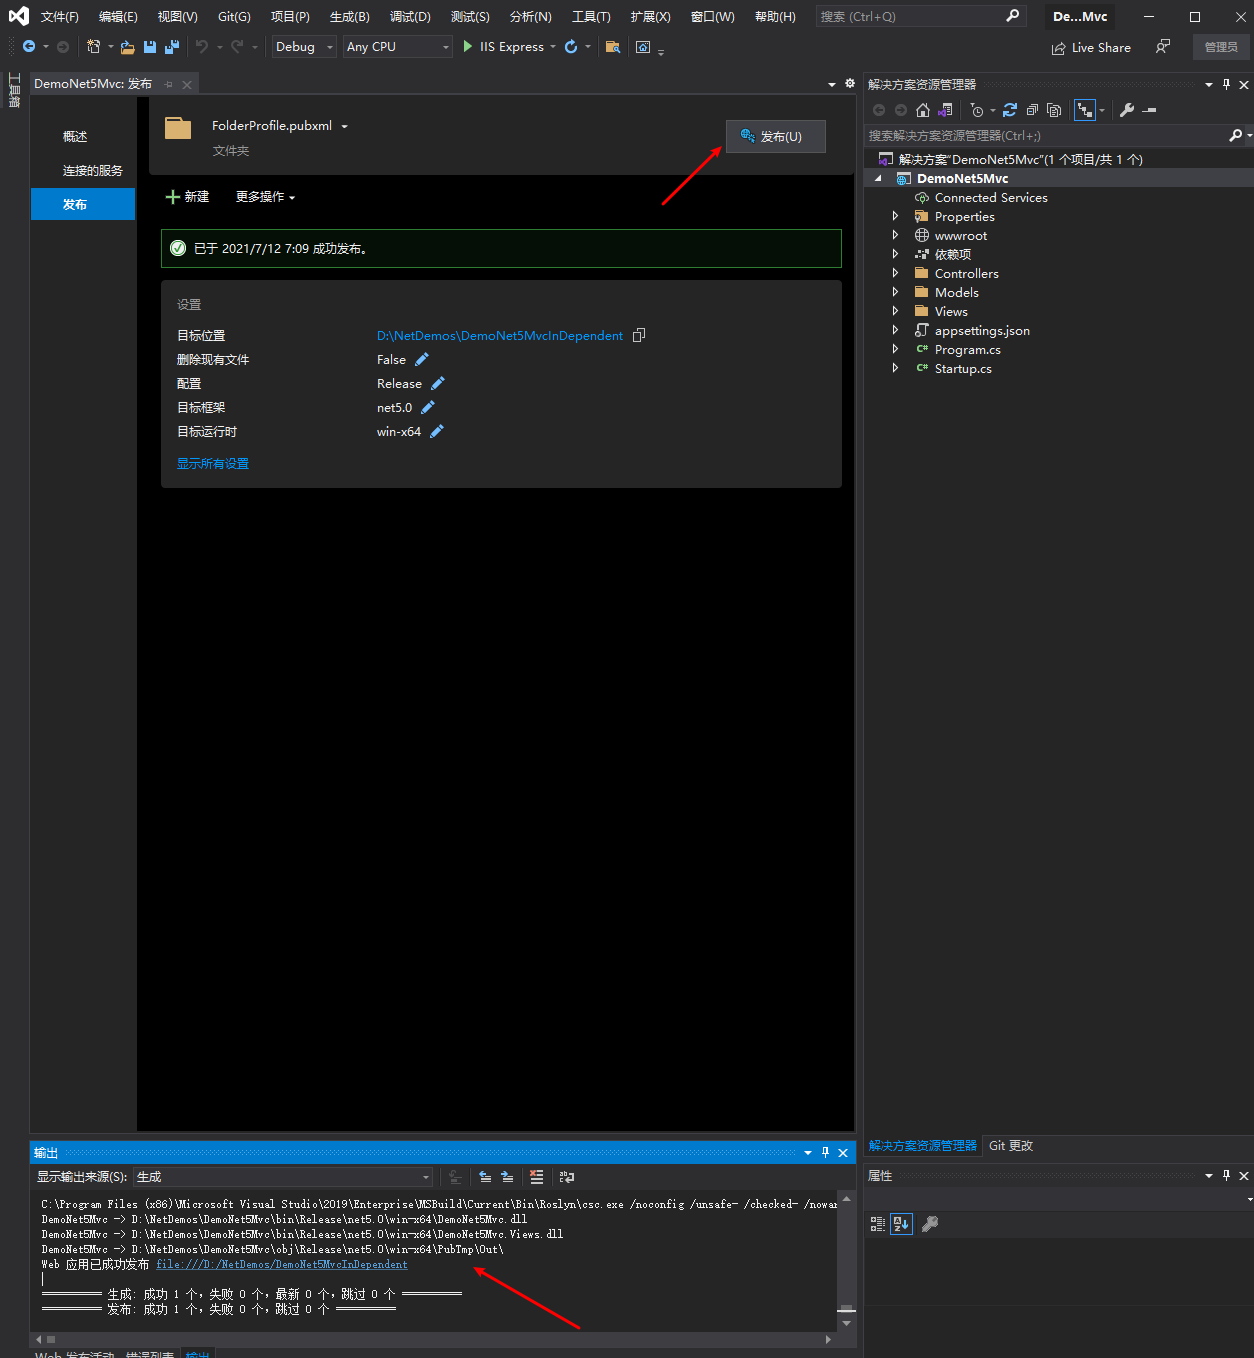 文件(F) 编辑(E) 视图(V) Git(G) 项目(P) 生成(B) 调试(D) 测试(S) 分析(N) 工具(T) 扩展(X) 窗口(W) 帮助(H) 搜索 (Ctrl+Q) De...Mvc
Debug Any CPU IIS Express Live Share 管理员
工具箱
DemoNet5Mvc: 发布
概述
连接的服务
发布
FolderProfile.pubxml
文件夹
发布(U)
新建 更多操作
已于 2021/7/12 7:09 成功发布。
设置
目标位置 D:\NetDemos\DemoNet5MvcInDependent
删除现有文件 False
配置 Release
目标框架 net5.0
目标运行时 win-x64
显示所有设置
解决方案资源管理器
搜索解决方案资源管理器(Ctrl+;)
解决方案"DemoNet5Mvc"(1 个项目/共 1 个)
DemoNet5Mvc
Connected Services
Properties
wwwroot
依赖项
Controllers
Models
Views
appsettings.json
C# Program.cs
C# Startup.cs
解决方案资源管理器 Git 更改
属性
输出
显示输出来源(S): 生成
C:\Program Files (x86)\Microsoft Visual Studio\2019\Enterprise\MSBuild\Current\Bin\Roslyn\csc.exe /noconfig /unsafe- /checked- /nowar
DemoNet5Mvc -> D:\NetDemos\DemoNet5Mvc\bin\Release\net5.0\win-x64\DemoNet5Mvc.dll
DemoNet5Mvc -> D:\NetDemos\DemoNet5Mvc\bin\Release\net5.0\win-x64\DemoNet5Mvc.Views.dll
DemoNet5Mvc -> D:\NetDemos\DemoNet5Mvc\obj\Release\net5.0\win-x64\PubTmp\Out\
Web 应用已成功发布 file:///D:/NetDemos/DemoNet5MvcInDependent
========== 生成: 成功 1 个，失败 0 个，最新 0 个，跳过 0 个 ==========
========== 发布: 成功 1 个，失败 0 个，跳过 0 个 ==========
Web 发布活动 错误列表 输出